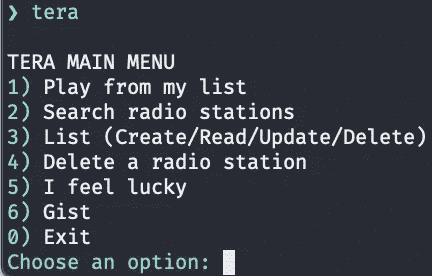 ❯ tera
TERA MAIN MENU
1) Play from my list
2) Search radio stations
3) List (Create/Read/Update/Delete)
4) Delete a radio station
5) I feel lucky
6) Gist
0) Exit
Choose an option: